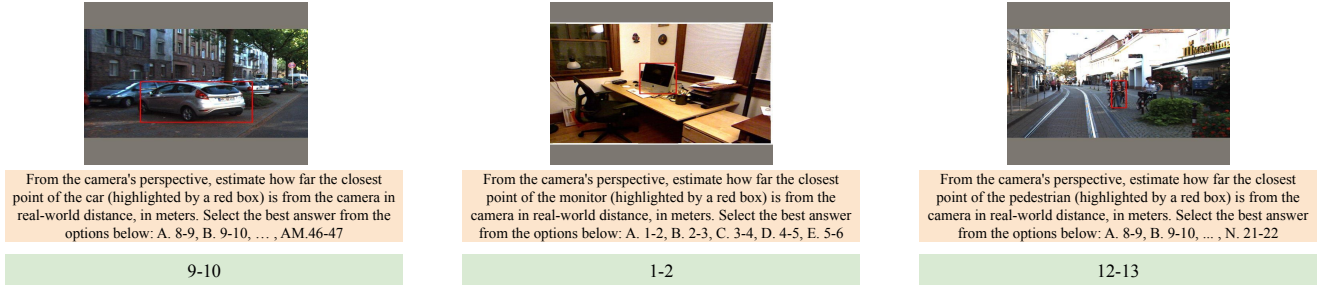 From the camera's perspective, estimate how far the closest
point of the car (highlighted by a red box) is from the camera in
real-world distance, in meters. Select the best answer from the
options below: A. 8-9, B. 9-10, … , AM.46-47
9-10
From the camera's perspective, estimate how far the closest
point of the monitor (highlighted by a red box) is from the
camera in real-world distance, in meters. Select the best answer
from the options below: A. 1-2, B. 2-3, C. 3-4, D. 4-5, E. 5-6
1-2
From the camera's perspective, estimate how far the closest
point of the pedestrian (highlighted by a red box) is from the
camera in real-world distance, in meters. Select the best answer
from the options below: A. 8-9, B. 9-10, ... , N. 21-22
12-13